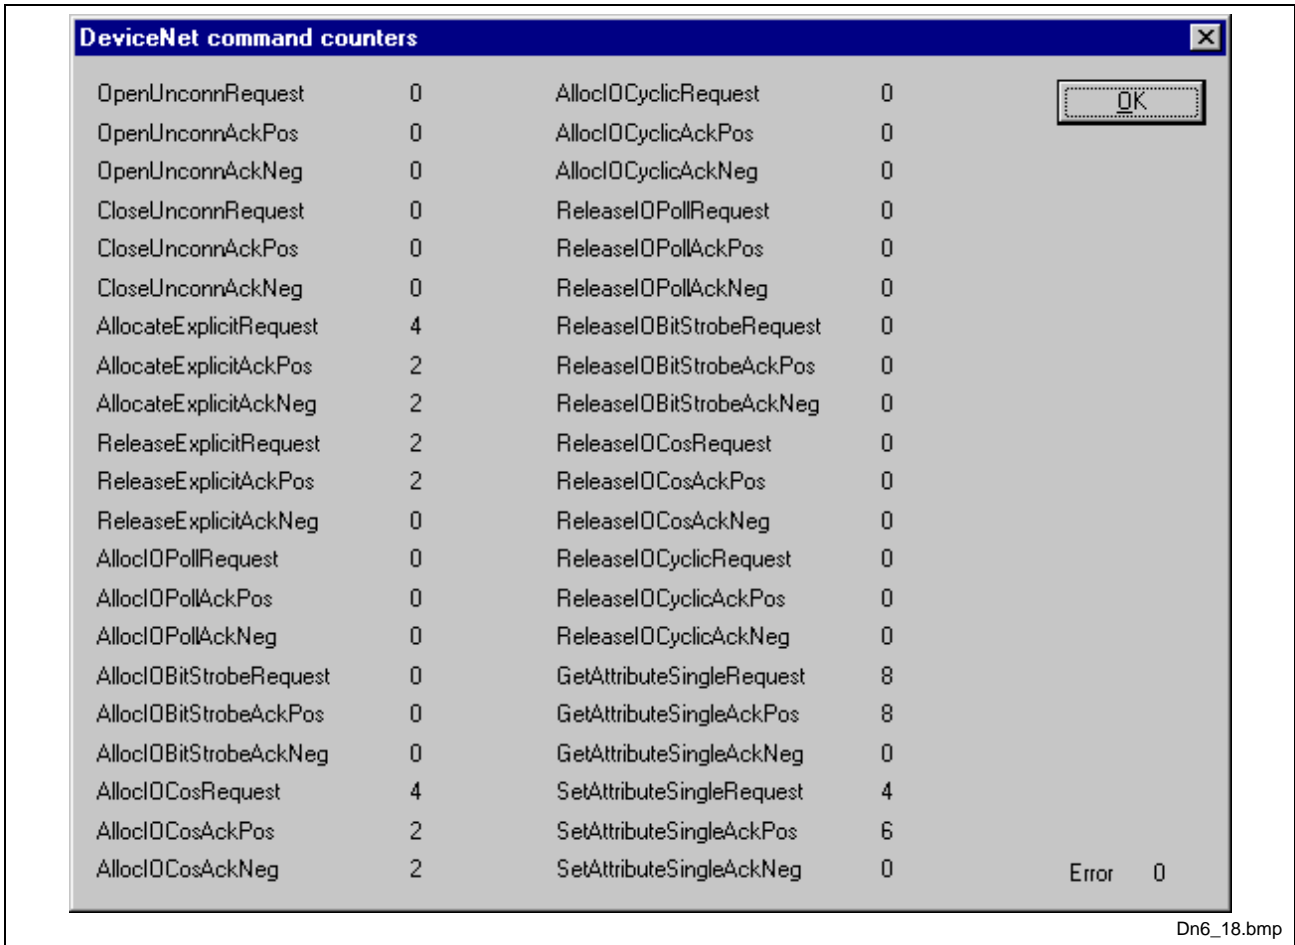 DeviceNet command counters
OpenUnconnRequest 0 AllocIOCyclicRequest 0 OK
OpenUnconnAckPos 0 AllocIOCyclicAckPos 0
OpenUnconnAckNeg 0 AllocIOCyclicAckNeg 0
CloseUnconnRequest 0 ReleaseIOPollRequest 0
CloseUnconnAckPos 0 ReleaseIOPollAckPos 0
CloseUnconnAckNeg 0 ReleaseIOPollAckNeg 0
AllocateExplicitRequest 4 ReleaseIOBitStrobeRequest 0
AllocateExplicitAckPos 2 ReleaseIOBitStrobeAckPos 0
AllocateExplicitAckNeg 2 ReleaseIOBitStrobeAckNeg 0
ReleaseExplicitRequest 2 ReleaseIOCosRequest 0
ReleaseExplicitAckPos 2 ReleaseIOCosAckPos 0
ReleaseExplicitAckNeg 0 ReleaseIOCosAckNeg 0
AllocIOPollRequest 0 ReleaseIOCyclicRequest 0
AllocIOPollAckPos 0 ReleaseIOCyclicAckPos 0
AllocIOPollAckNeg 0 ReleaseIOCyclicAckNeg 0
AllocIOBitStrobeRequest 0 GetAttributeSingleRequest 8
AllocIOBitStrobeAckPos 0 GetAttributeSingleAckPos 8
AllocIOBitStrobeAckNeg 0 GetAttributeSingleAckNeg 0
AllocIOCosRequest 4 SetAttributeSingleRequest 4
AllocIOCosAckPos 2 SetAttributeSingleAckPos 6
AllocIOCosAckNeg 2 SetAttributeSingleAckNeg 0 Error 0
Dn6_18.bmp